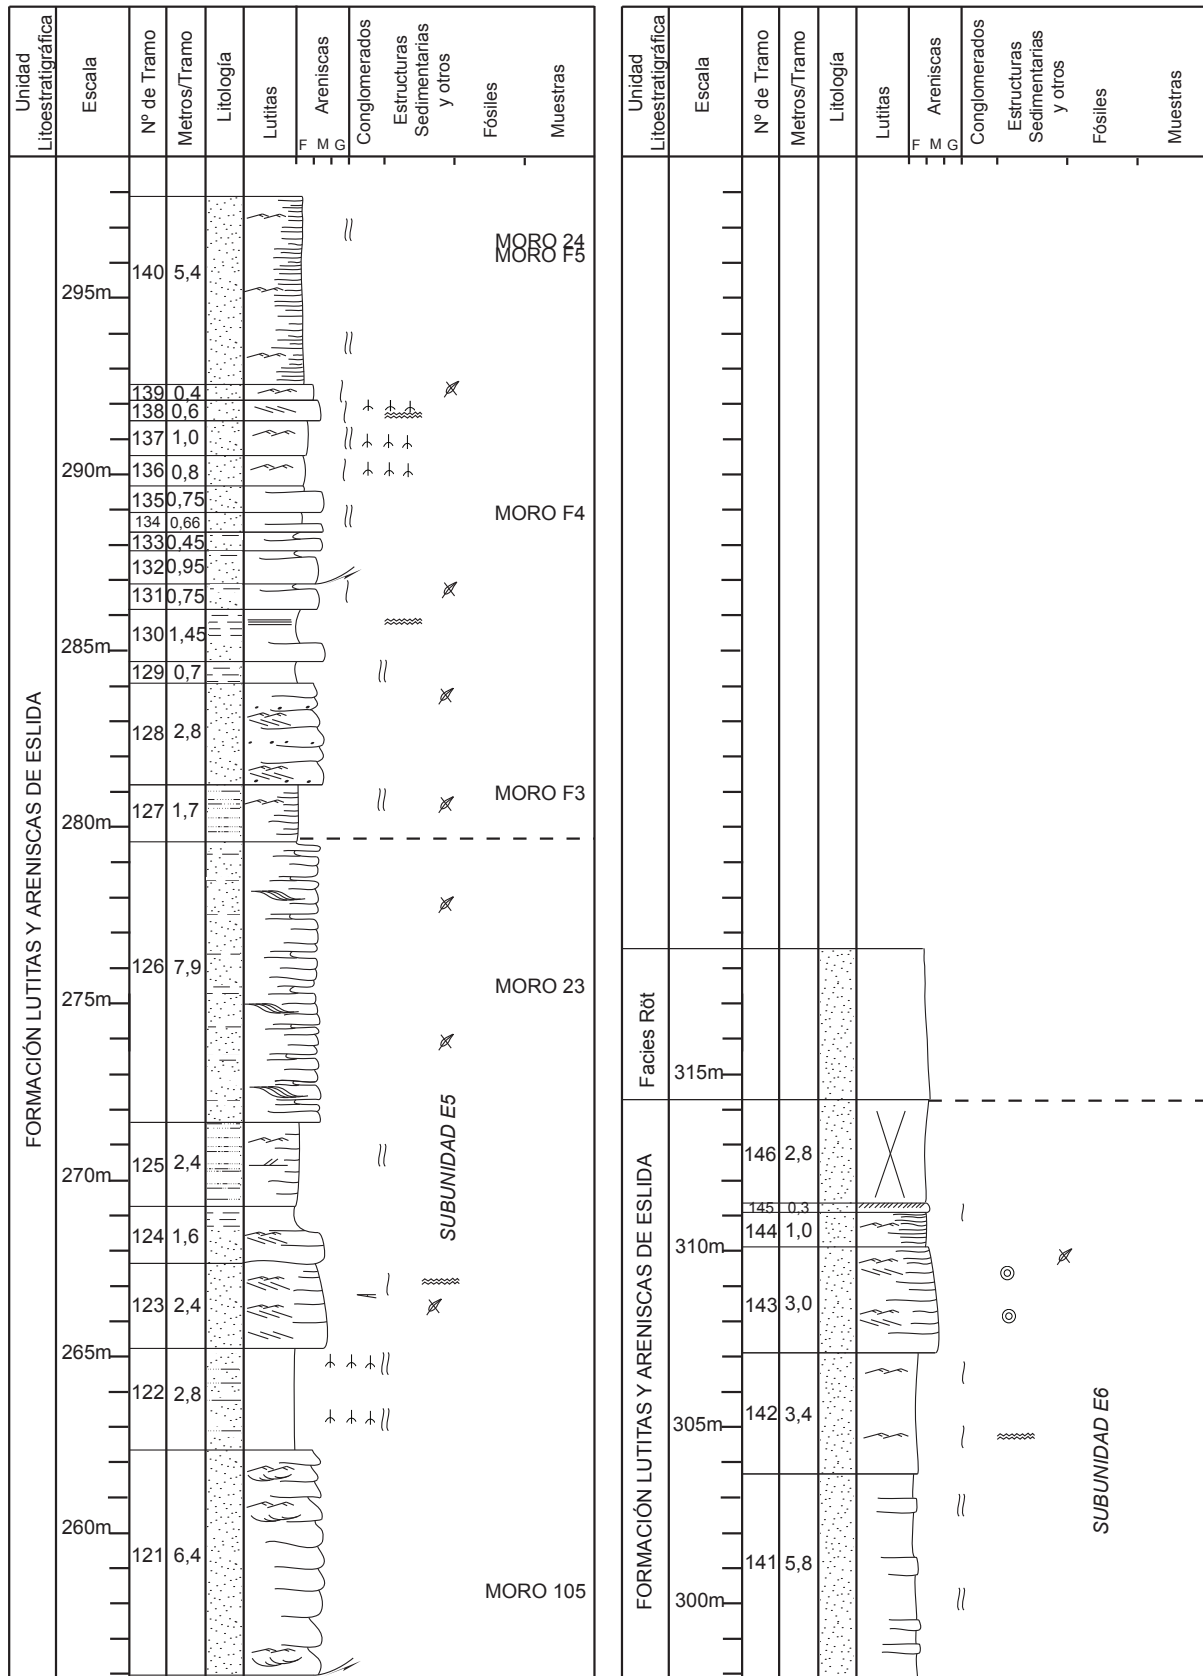 Unidad
Litoestratigráfica
Escala
Nº de Tramo
Metros/Tramo
Litología
Lutitas
Areniscas
F M G
Conglomerados
Estructuras
Sedimentarias
y otros
Fósiles
Muestras
FORMACIÓN LUTITAS Y ARENISCAS DE ESLIDA
MORO 24
MORO F5
140 5,4
295m
139 0,4
138 0,6
137 1,0
290m
136 0,8
135 0,75
MORO F4
134 0,66
133 0,45
132 0,95
131 0,75
130 1,45
285m
129 0,7
128 2,8
MORO F3
127 1,7
280m
126 7,9
MORO 23
275m
SUBUNIDAD E5
125 2,4
270m
124 1,6
123 2,4
265m
122 2,8
260m
121 6,4
MORO 105
Unidad
Litoestratigráfica
Escala
Nº de Tramo
Metros/Tramo
Litología
Lutitas
Areniscas
F M G
Conglomerados
Estructuras
Sedimentarias
y otros
Fósiles
Muestras
Facies Röt
315m
FORMACIÓN LUTITAS Y ARENISCAS DE ESLIDA
146 2,8
145 0,3
144 1,0
310m
143 3,0
142 3,4
305m
SUBUNIDAD E6
141 5,8
300m